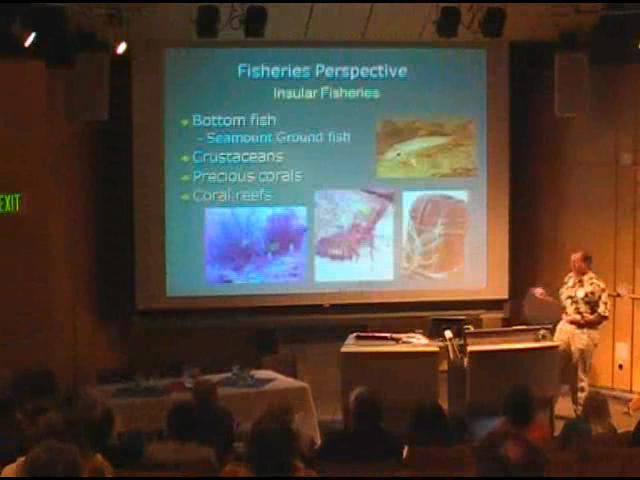 Fisheries Perspective
Insular Fisheries
Bottom fish
– Seamount Ground fish
Crustaceans
Precious corals
Coral reefs
EXIT